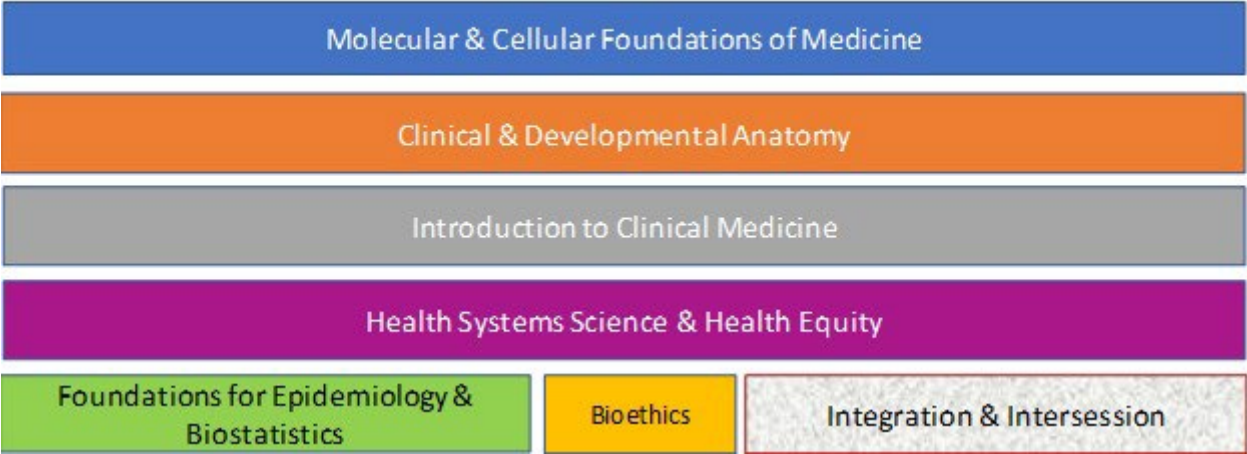 Molecular & Cellular Foundations of Medicine
Clinical & Developmental Anatomy
Introduction to Clinical Medicine
Health Systems Science & Health Equity
Foundations for Epidemiology &
Biostatistics
Bioethics
Integration & Intersession